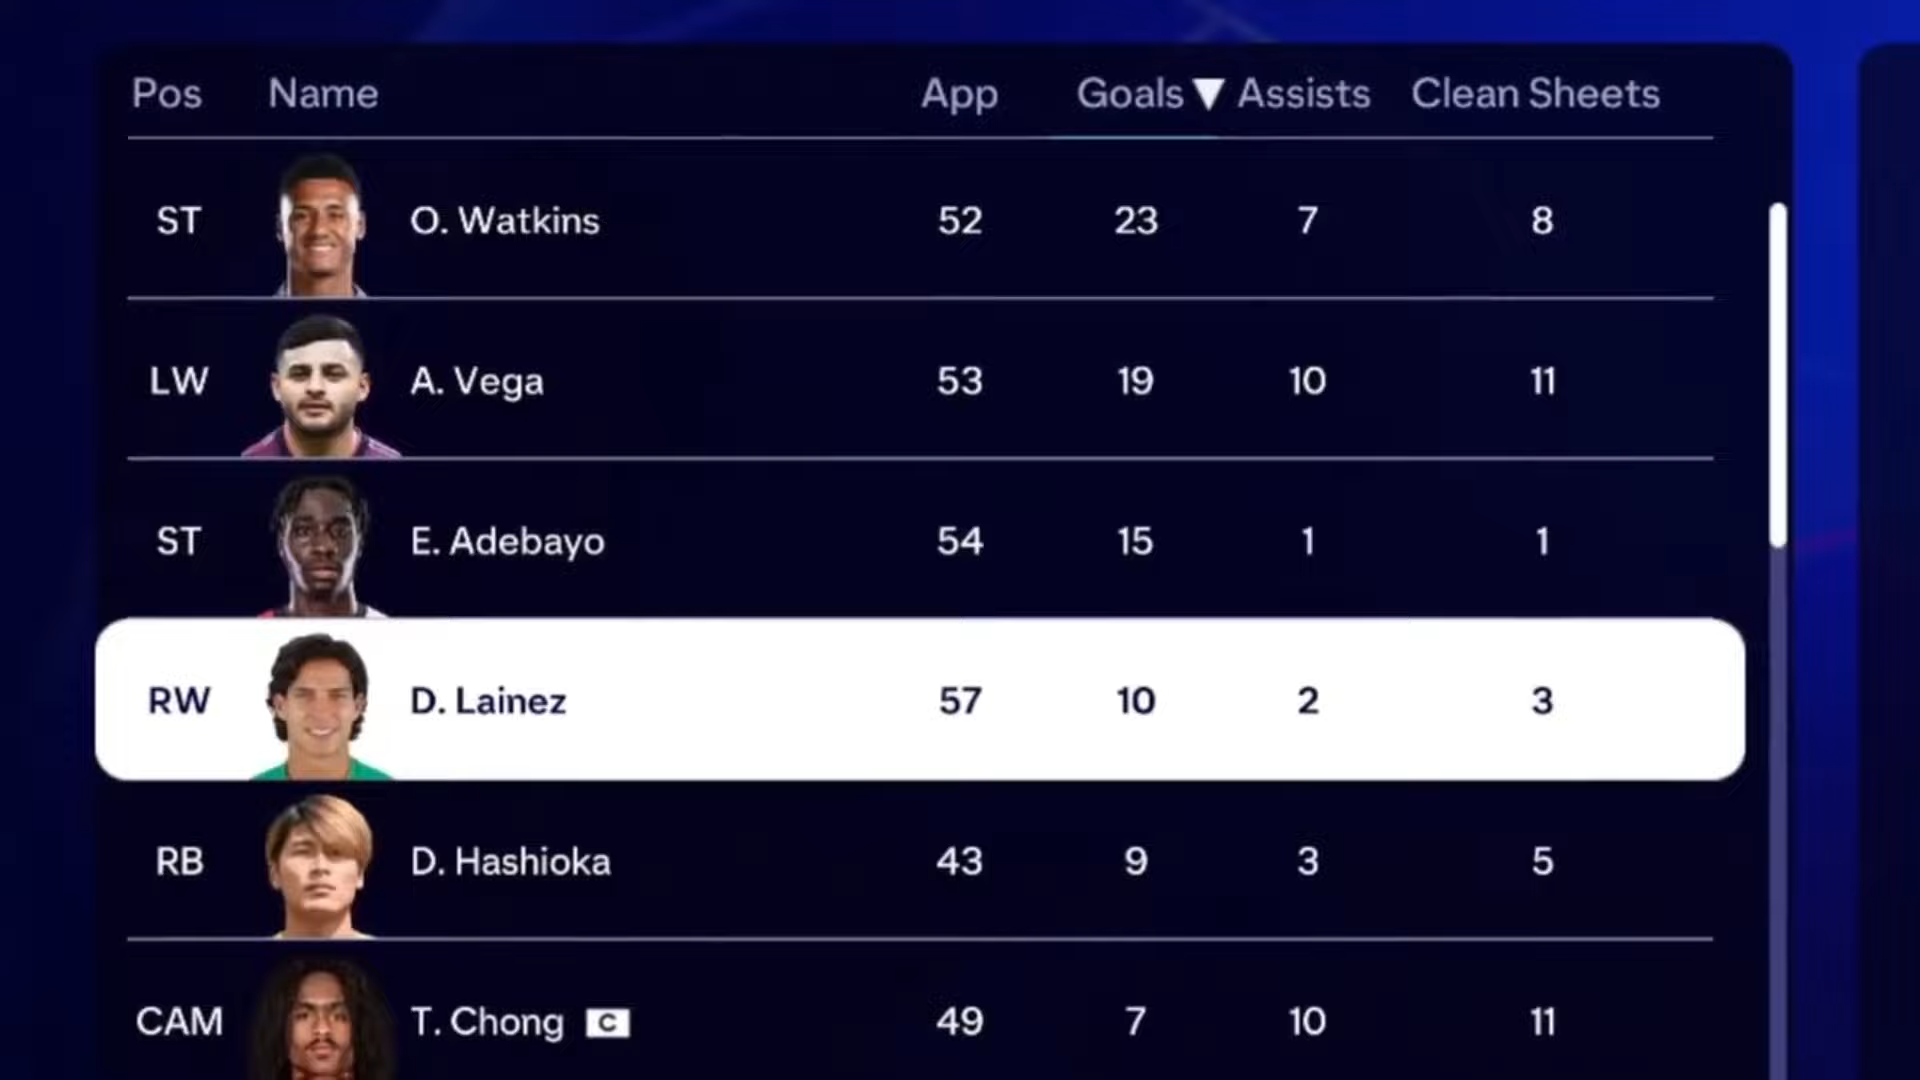 Pos Name App Goals ▼ Assists Clean Sheets
ST O. Watkins 52 23 7 8
LW A. Vega 53 19 10 11
ST E. Adebayo 54 15 1 1
RW D. Lainez 57 10 2 3
RB D. Hashioka 43 9 3 5
CAM T. Chong C 49 7 10 11